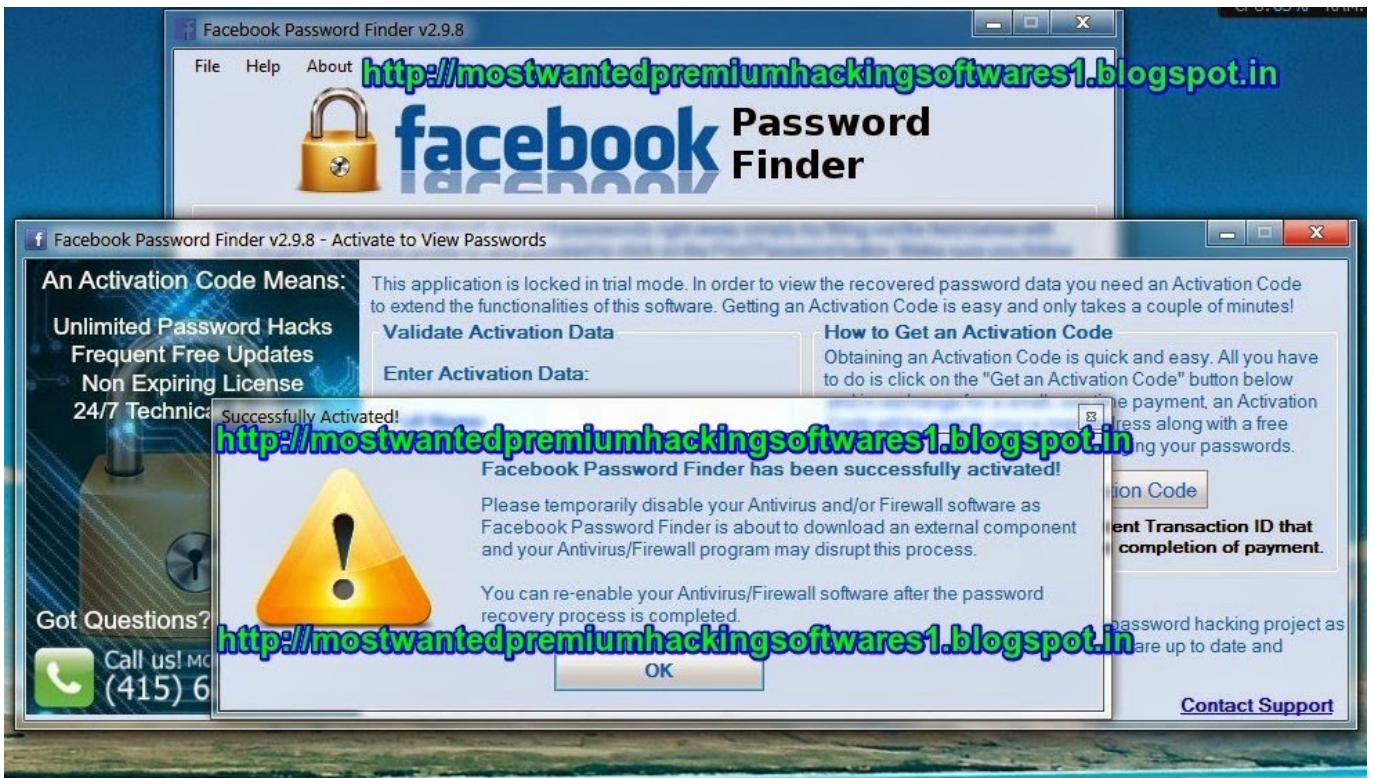 Facebook Password Finder v2.9.8
File Help About
http://mostwantedpremiumhackingsoftwares1.blogspot.in
facebook Password
Finder
Facebook Password Finder v2.9.8 - Activate to View Passwords
An Activation Code Means:
Unlimited Password Hacks
Frequent Free Updates
Non Expiring License
24/7
This application is locked in trial mode. In order to view the recovered password data you need an Activation Code
to extend the functionalities of this software. Getting an Activation Code is easy and only takes a couple of minutes!
Validate Activation Data
Enter Activation Data:
How to Get an Activation Code
Obtaining an Activation Code is quick and easy. All you have
to do is click on the "Get an Activation Code" button below
payment, an Activation
along with a free
your passwords.
Code
Transaction ID that
completion of payment.
Successfully Activated!
http://mostwantedpremiumhackingsoftwares1.blogspot.in
Facebook Password Finder has been successfully activated!
Please temporarily disable your Antivirus and/or Firewall software as
Facebook Password Finder is about to download an external component
and your Antivirus/Firewall program may disrupt this process.
You can re-enable your Antivirus/Firewall software after the password
recovery process is completed.
http://mostwantedpremiumhackingsoftwares1.blogspot.in
OK
Got Questions?
Call us!
(415) 6
password hacking project as
are up to date and
Contact Support